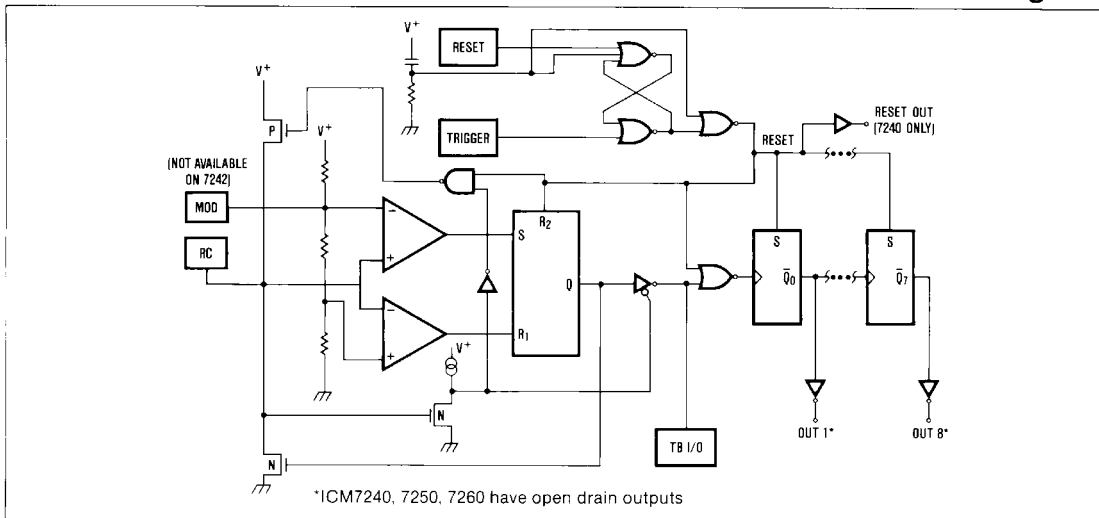 V+
RESET
V+
P
V+
TRIGGER
RESET
RESET OUT
(7240 ONLY)
(NOT AVAILABLE
ON 7242)
MOD
RC
−
+
−
+
S
R2
Q
R1
V+
N
N
S
Q̅0
S
Q̅7
TB I/O
OUT 1*
OUT 8*
*ICM7240, 7250, 7260 have open drain outputs